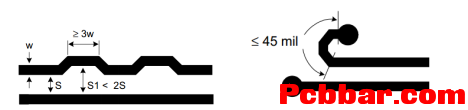 ≥ 3w
w
S
S1 < 2S
≤ 45 mil
Pcbbar.com